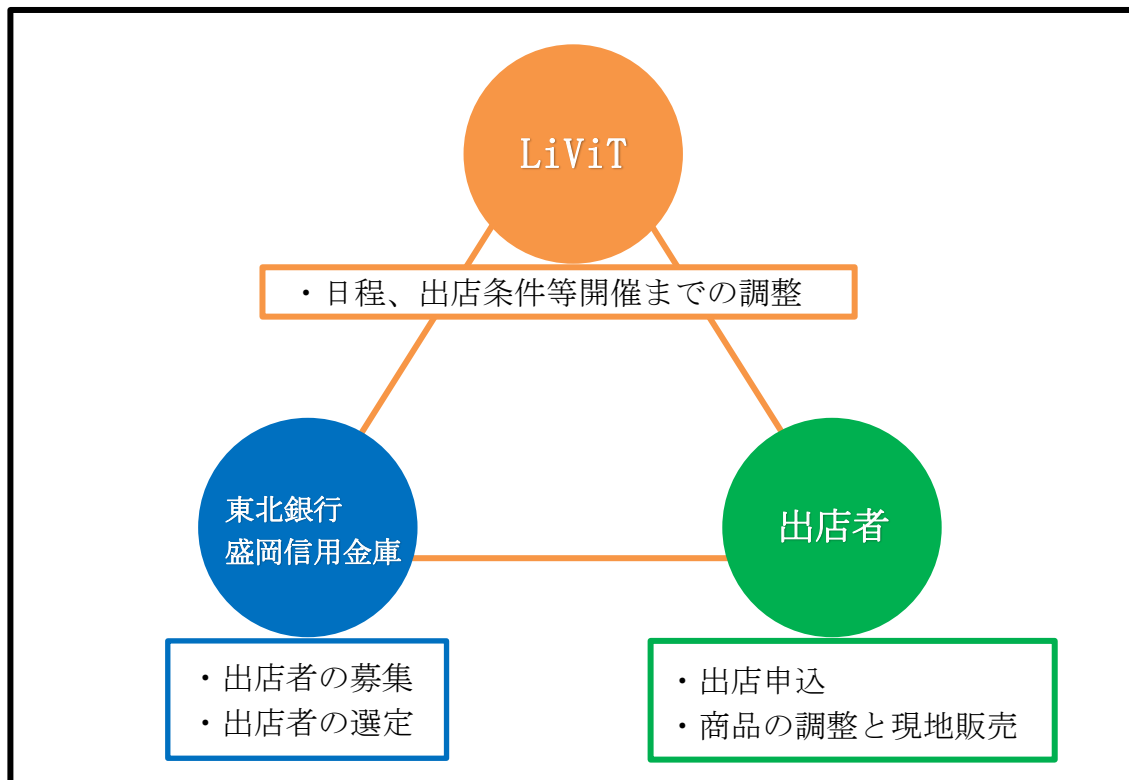 LiViT
・日程、出店条件等開催までの調整
東北銀行
盛岡信用金庫
出店者
・出店者の募集
・出店者の選定
・出店申込
・商品の調整と現地販売